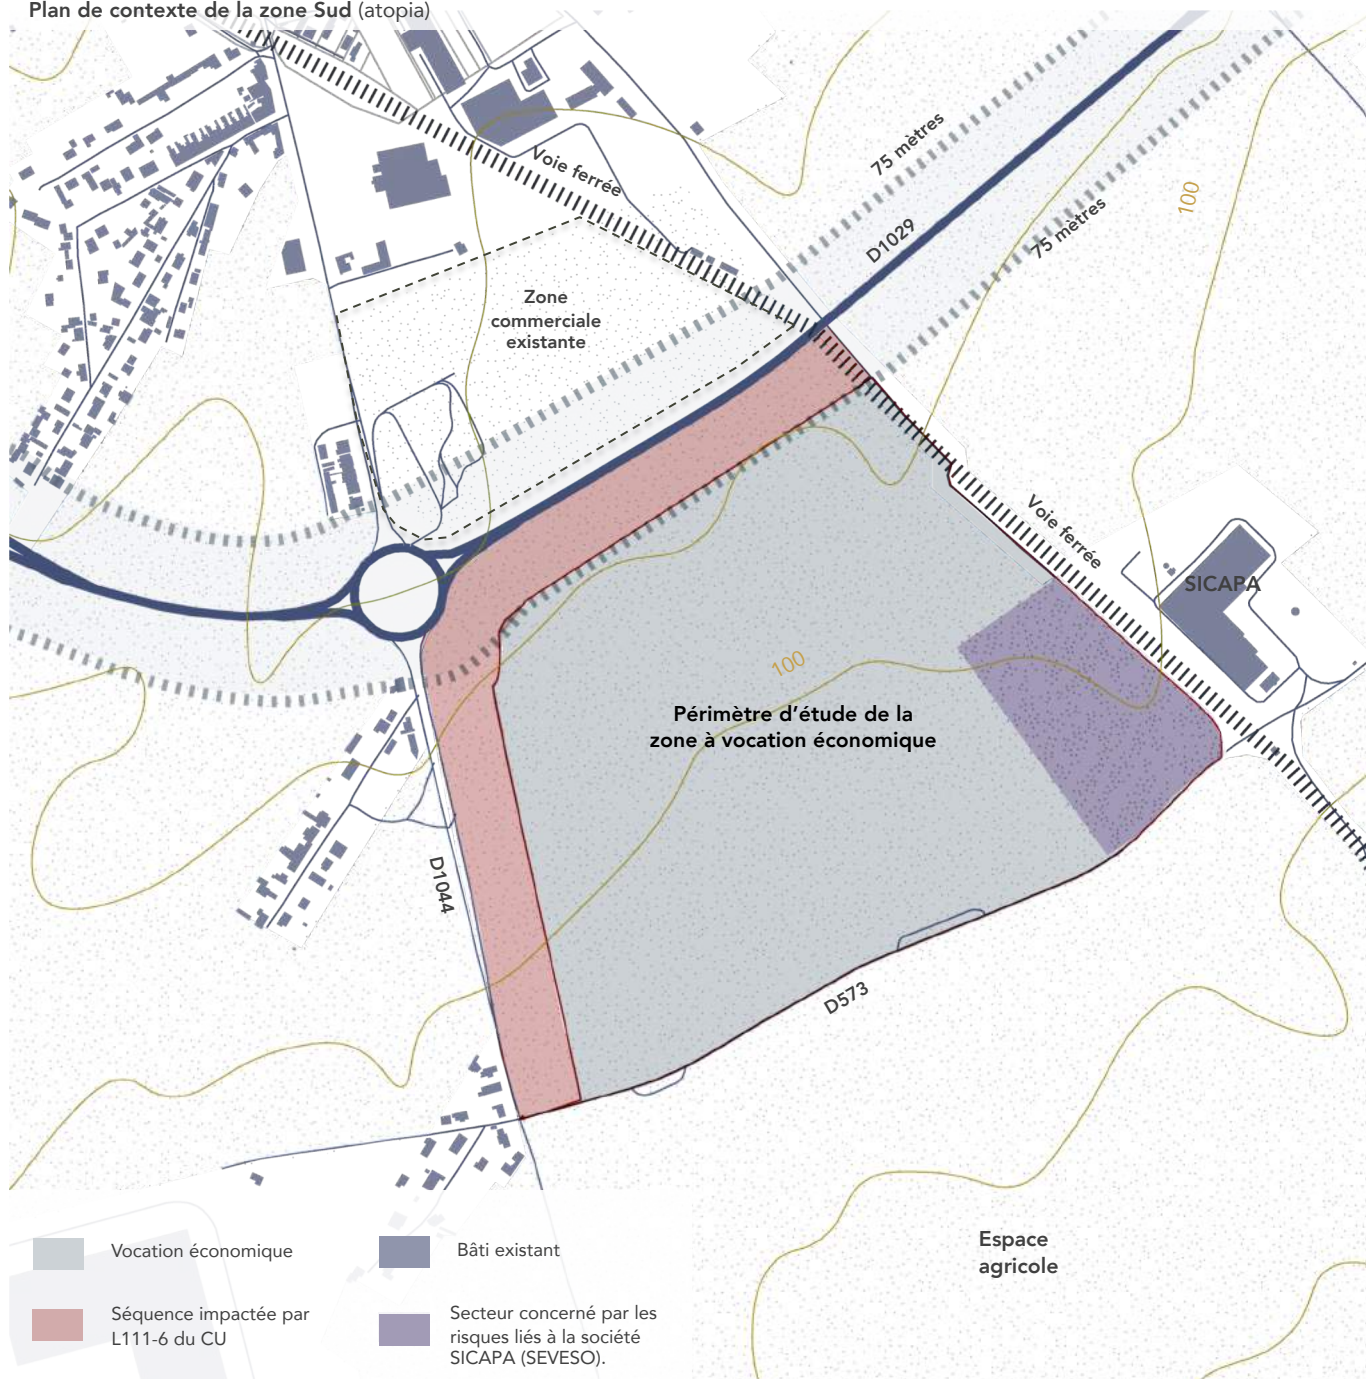 Plan de contexte de la zone Sud (atopia)
75 mètres
Voie ferrée
100
75 mètres
D1029
Zone
commerciale
existante
Voie ferrée
SICAPA
100
Périmètre d'étude de la
zone à vocation économique
D1044
D573
Espace
agricole
Vocation économique
Bâti existant
Séquence impactée par
L111-6 du CU
Secteur concerné par les
risques liés à la société
SICAPA (SEVESO).